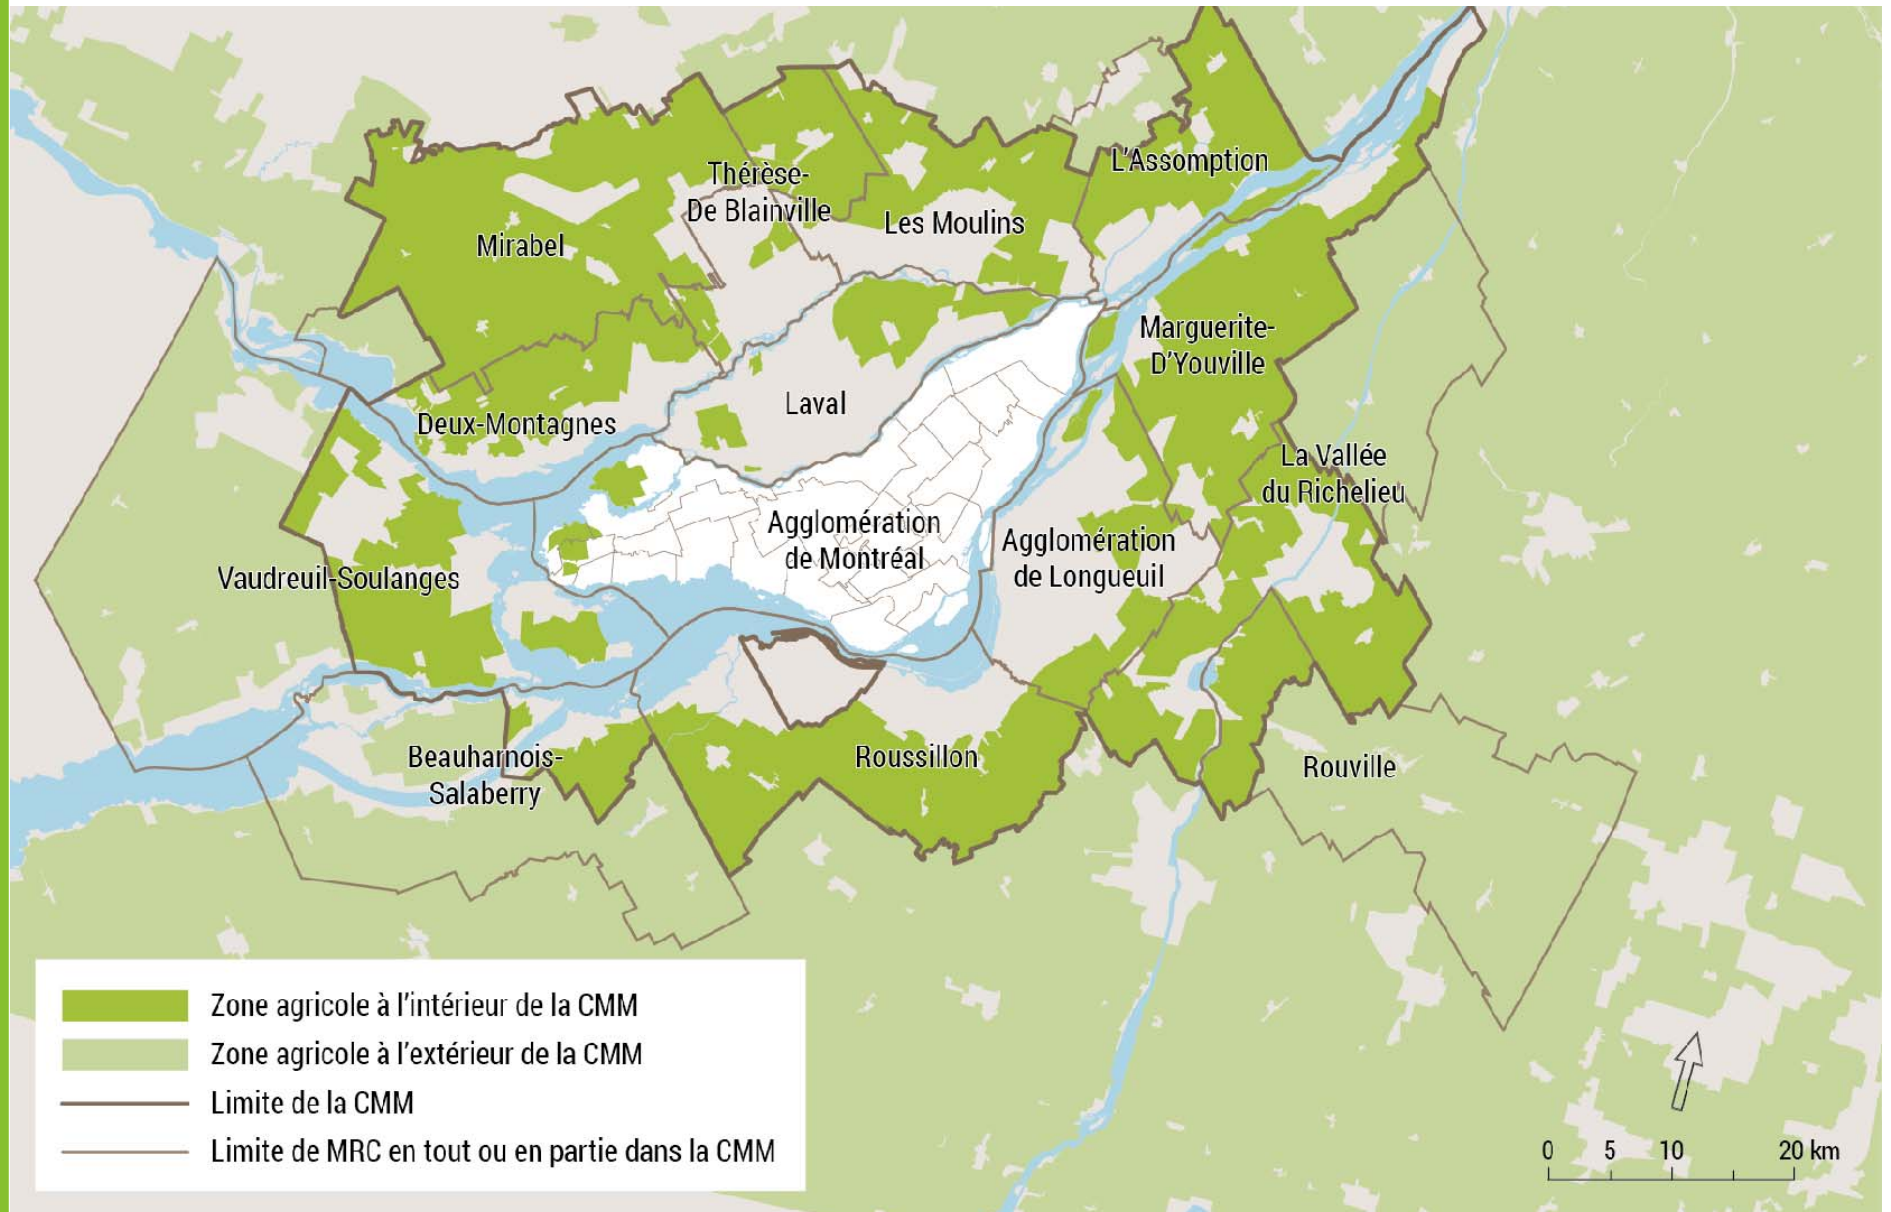 L'Assomption
Thérèse-
De Blainville
Les Moulins
Mirabel
Marguerite-
D'Youville
Laval
Deux-Montagnes
La Vallée
du Richelieu
Agglomération
de Montréal
Agglomération
de Longueuil
Vaudreuil-Soulanges
Beauharnois-
Salaberry
Roussillon
Rouville
Zone agricole à l'intérieur de la CMM
Zone agricole à l'extérieur de la CMM
Limite de la CMM
Limite de MRC en tout ou en partie dans la CMM
0 5 10 20 km